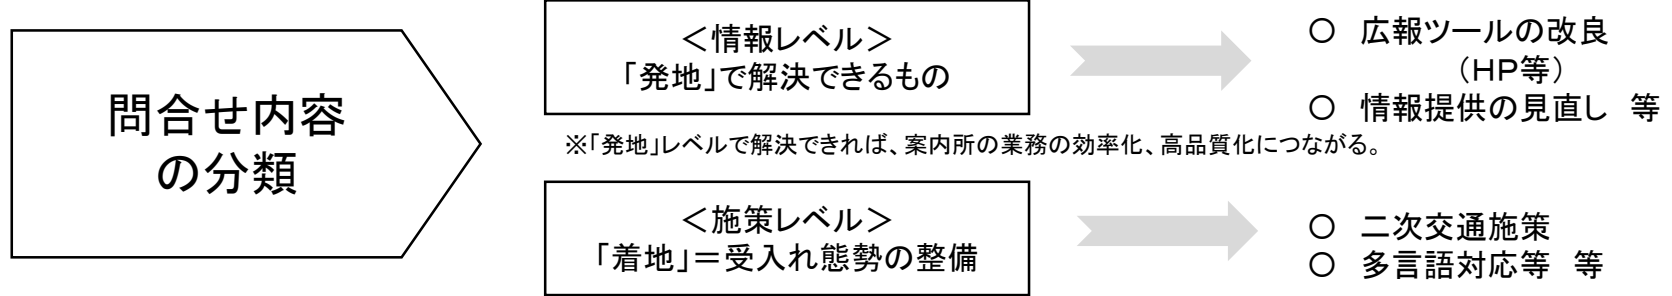 問合せ内容
の分類
＜情報レベル＞
「発地」で解決できるもの
○　広報ツールの改良
（ＨＰ等）
○　情報提供の見直し　等
※「発地」レベルで解決できれば、案内所の業務の効率化、高品質化につながる。
＜施策レベル＞
「着地」＝受入れ態勢の整備
○　二次交通施策
○　多言語対応等　等